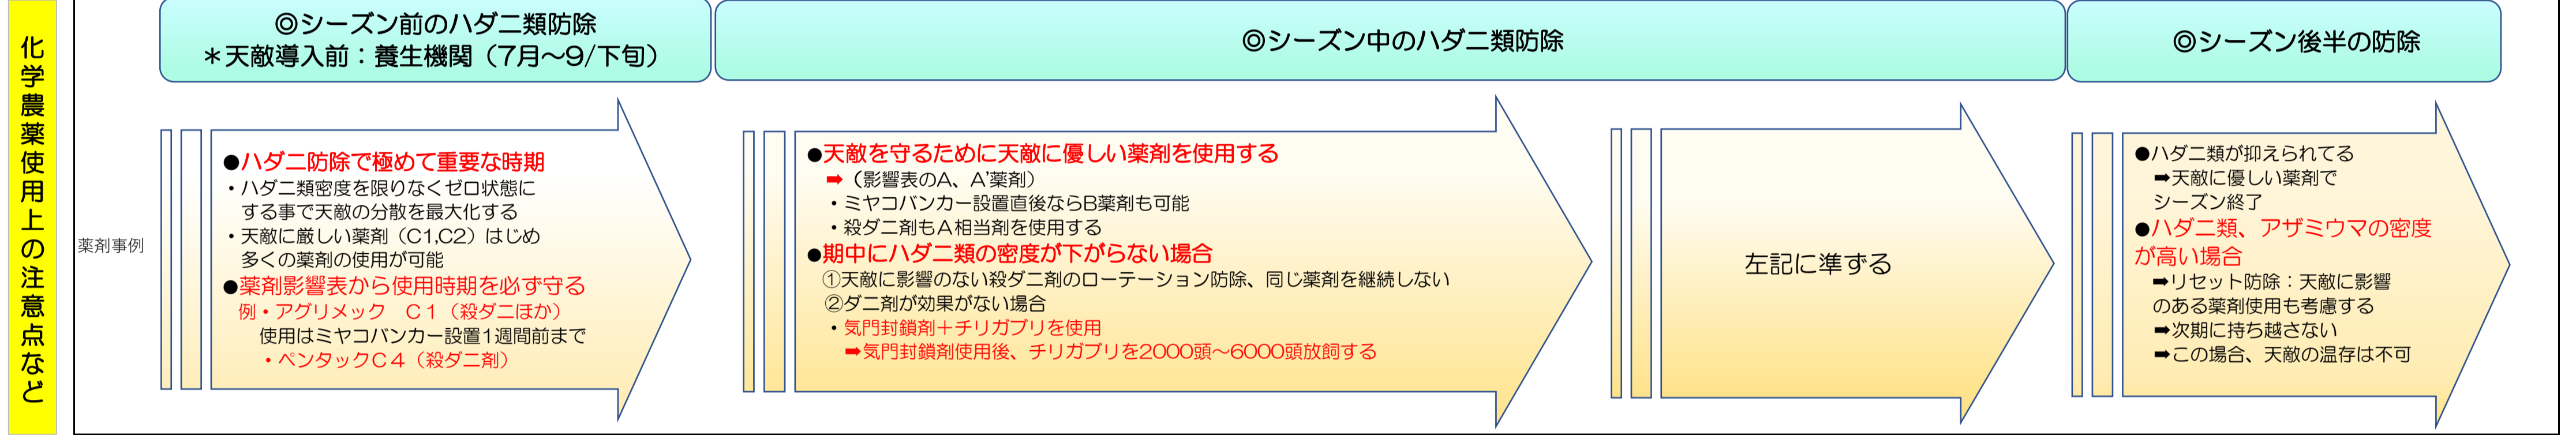 化学農薬使用上の注意点など
◎シーズン前のハダニ類防除
＊天敵導入前：養生機関（7月～9/下旬）
◎シーズン中のハダニ類防除
◎シーズン後半の防除
薬剤事例
●ハダニ防除で極めて重要な時期
・ハダニ類密度を限りなくゼロ状態に
する事で天敵の分散を最大化する
・天敵に厳しい薬剤（C1,C2）はじめ
多くの薬剤の使用が可能
●薬剤影響表から使用時期を必ず守る
例・アグリメック　C１（殺ダニほか）
使用はミヤコバンカー設置1週間前まで
・ペンタックC４（殺ダニ剤）
●天敵を守るために天敵に優しい薬剤を使用する
➡（影響表のA、A’薬剤）
・ミヤコバンカー設置直後ならB薬剤も可能
・殺ダニ剤もA相当剤を使用する
●期中にハダニ類の密度が下がらない場合
①天敵に影響のない殺ダニ剤のローテーション防除、同じ薬剤を継続しない
②ダニ剤が効果がない場合
・気門封鎖剤＋チリガブリを使用
➡気門封鎖剤使用後、チリガブリを2000頭～6000頭放飼する
左記に準ずる
●ハダニ類が抑えられてる
➡天敵に優しい薬剤で
シーズン終了
●ハダニ類、アザミウマの密度
が高い場合
➡リセット防除：天敵に影響
のある薬剤使用も考慮する
➡次期に持ち越さない
➡この場合、天敵の温存は不可